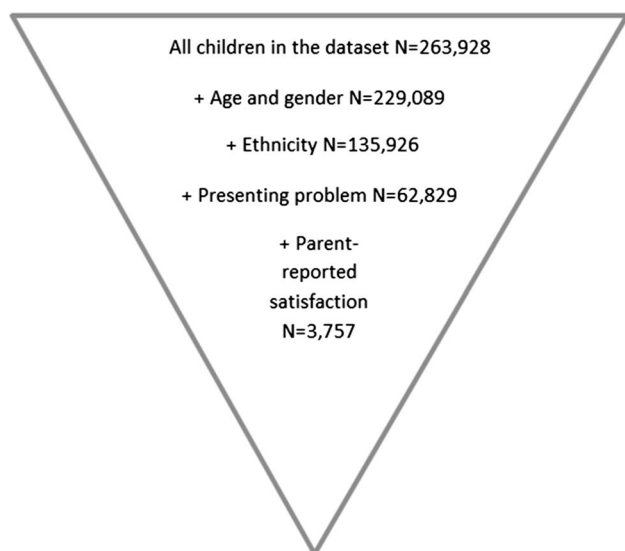 All children in the dataset N=263,928
+ Age and gender N=229,089
+ Ethnicity N=135,926
+ Presenting problem N=62,829
+ Parent-
reported
satisfaction
N=3,757